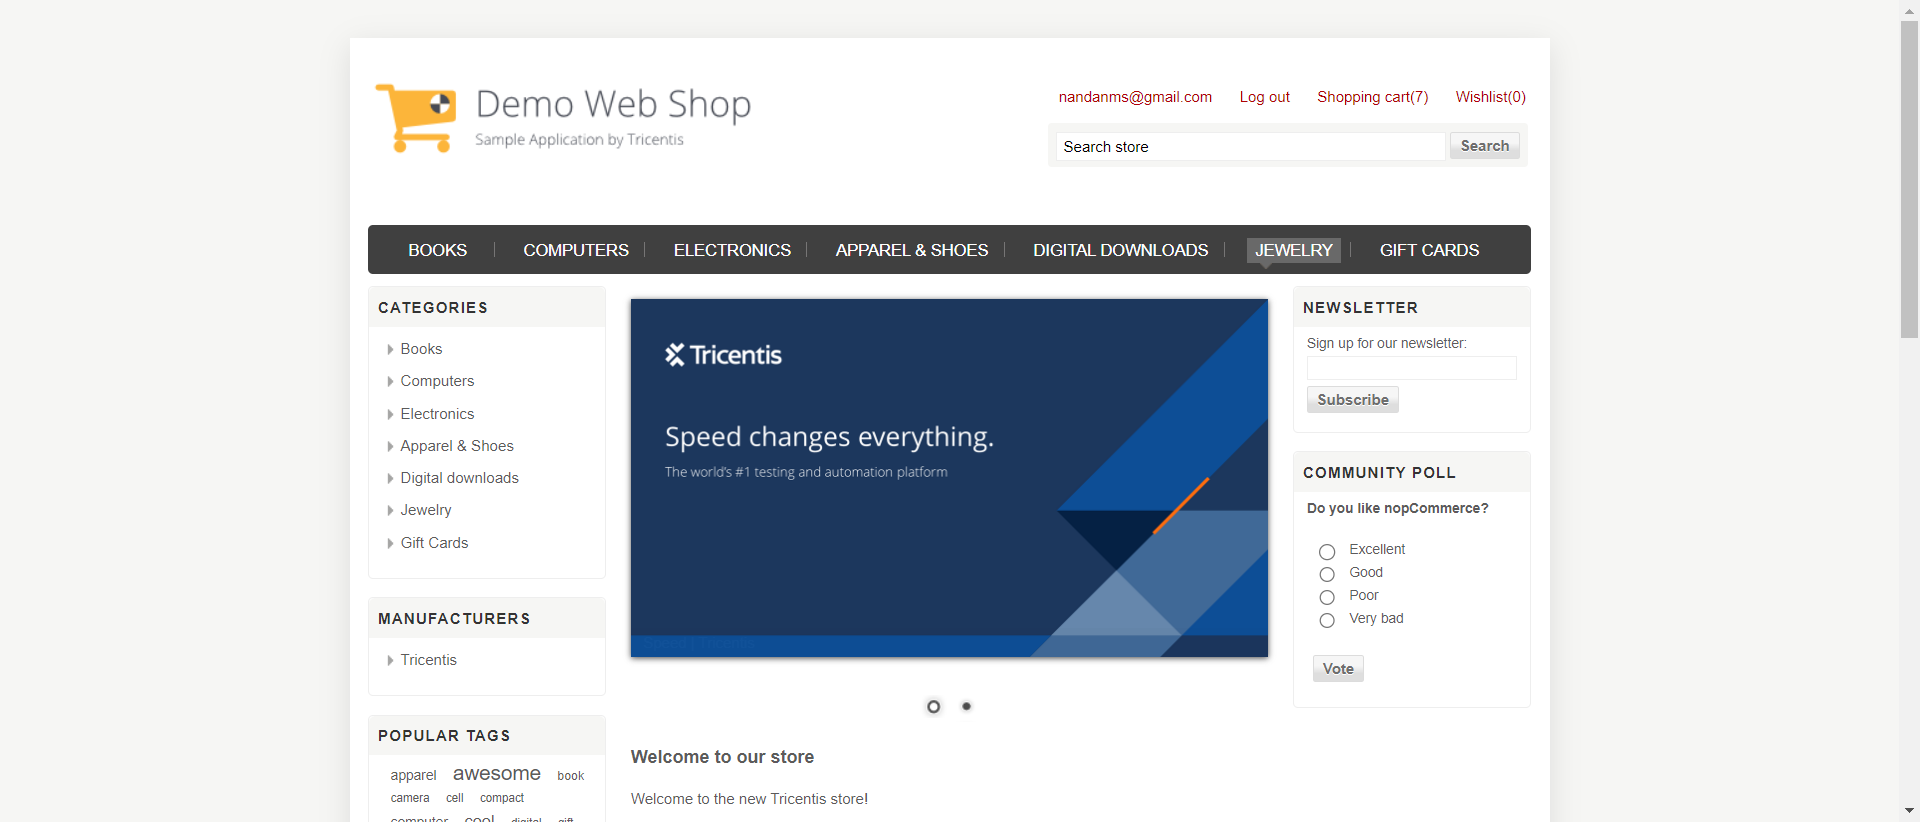 Demo Web Shop
Sample Application by Tricentis
nandanms@gmail.com Log out Shopping cart(7) Wishlist(0)
Search store Search
BOOKS COMPUTERS ELECTRONICS APPAREL & SHOES DIGITAL DOWNLOADS JEWELRY GIFT CARDS
CATEGORIES
Books
Computers
Electronics
Apparel & Shoes
Digital downloads
Jewelry
Gift Cards
MANUFACTURERS
Tricentis
POPULAR TAGS
apparel awesome book
camera cell compact
computer cool digital gift
Tricentis
Speed changes everything.
The world's #1 testing and automation platform
Welcome to our store
Welcome to the new Tricentis store!
NEWSLETTER
Sign up for our newsletter:
Subscribe
COMMUNITY POLL
Do you like nopCommerce?
Excellent
Good
Poor
Very bad
Vote